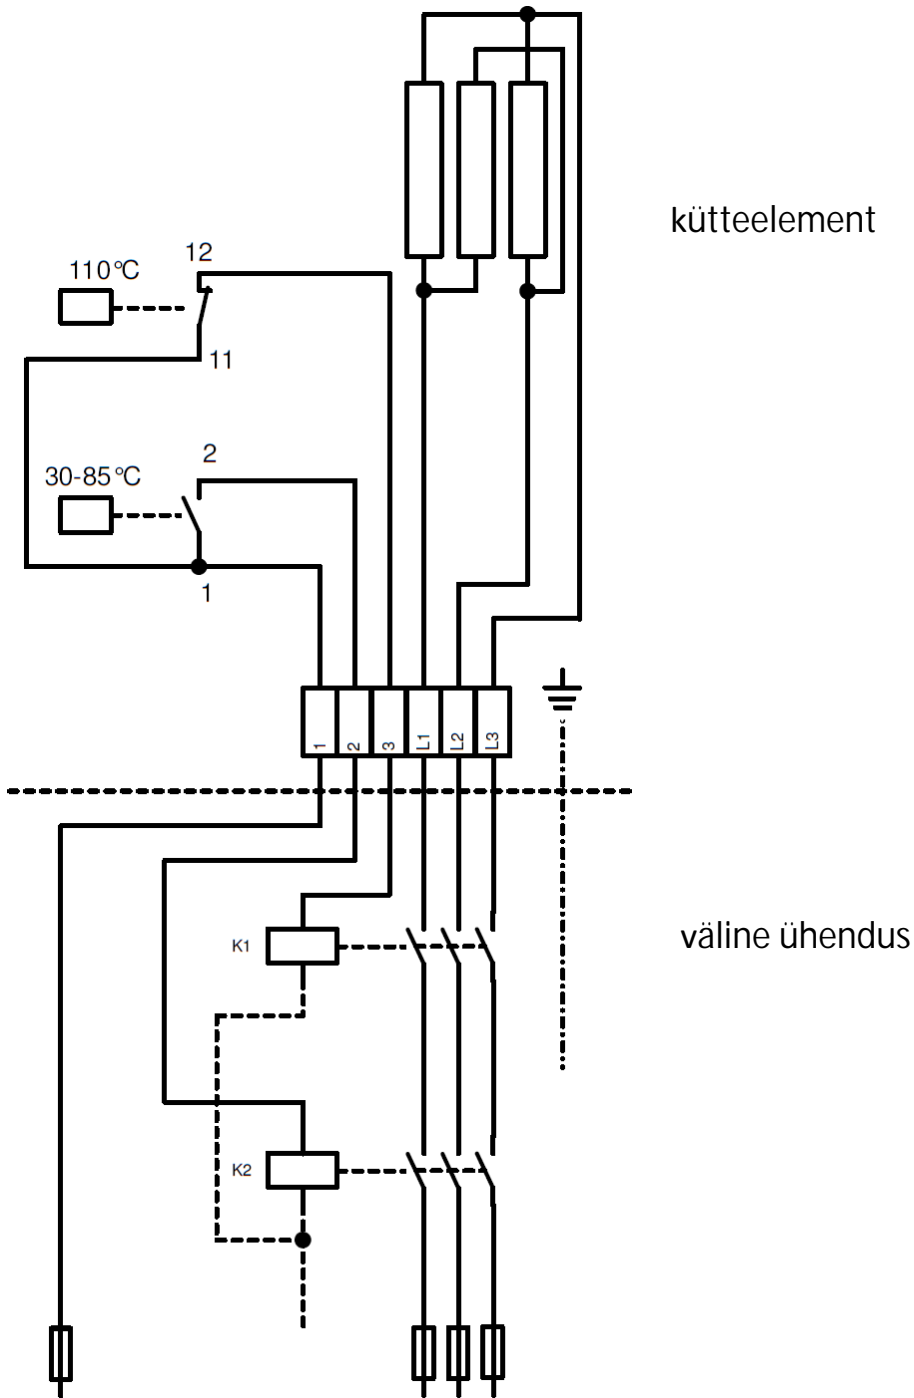 kütteelement
12
110°C
11
2
30-85°C
1
1 2 3 L1 L2 L3
K1
väline ühendus
K2